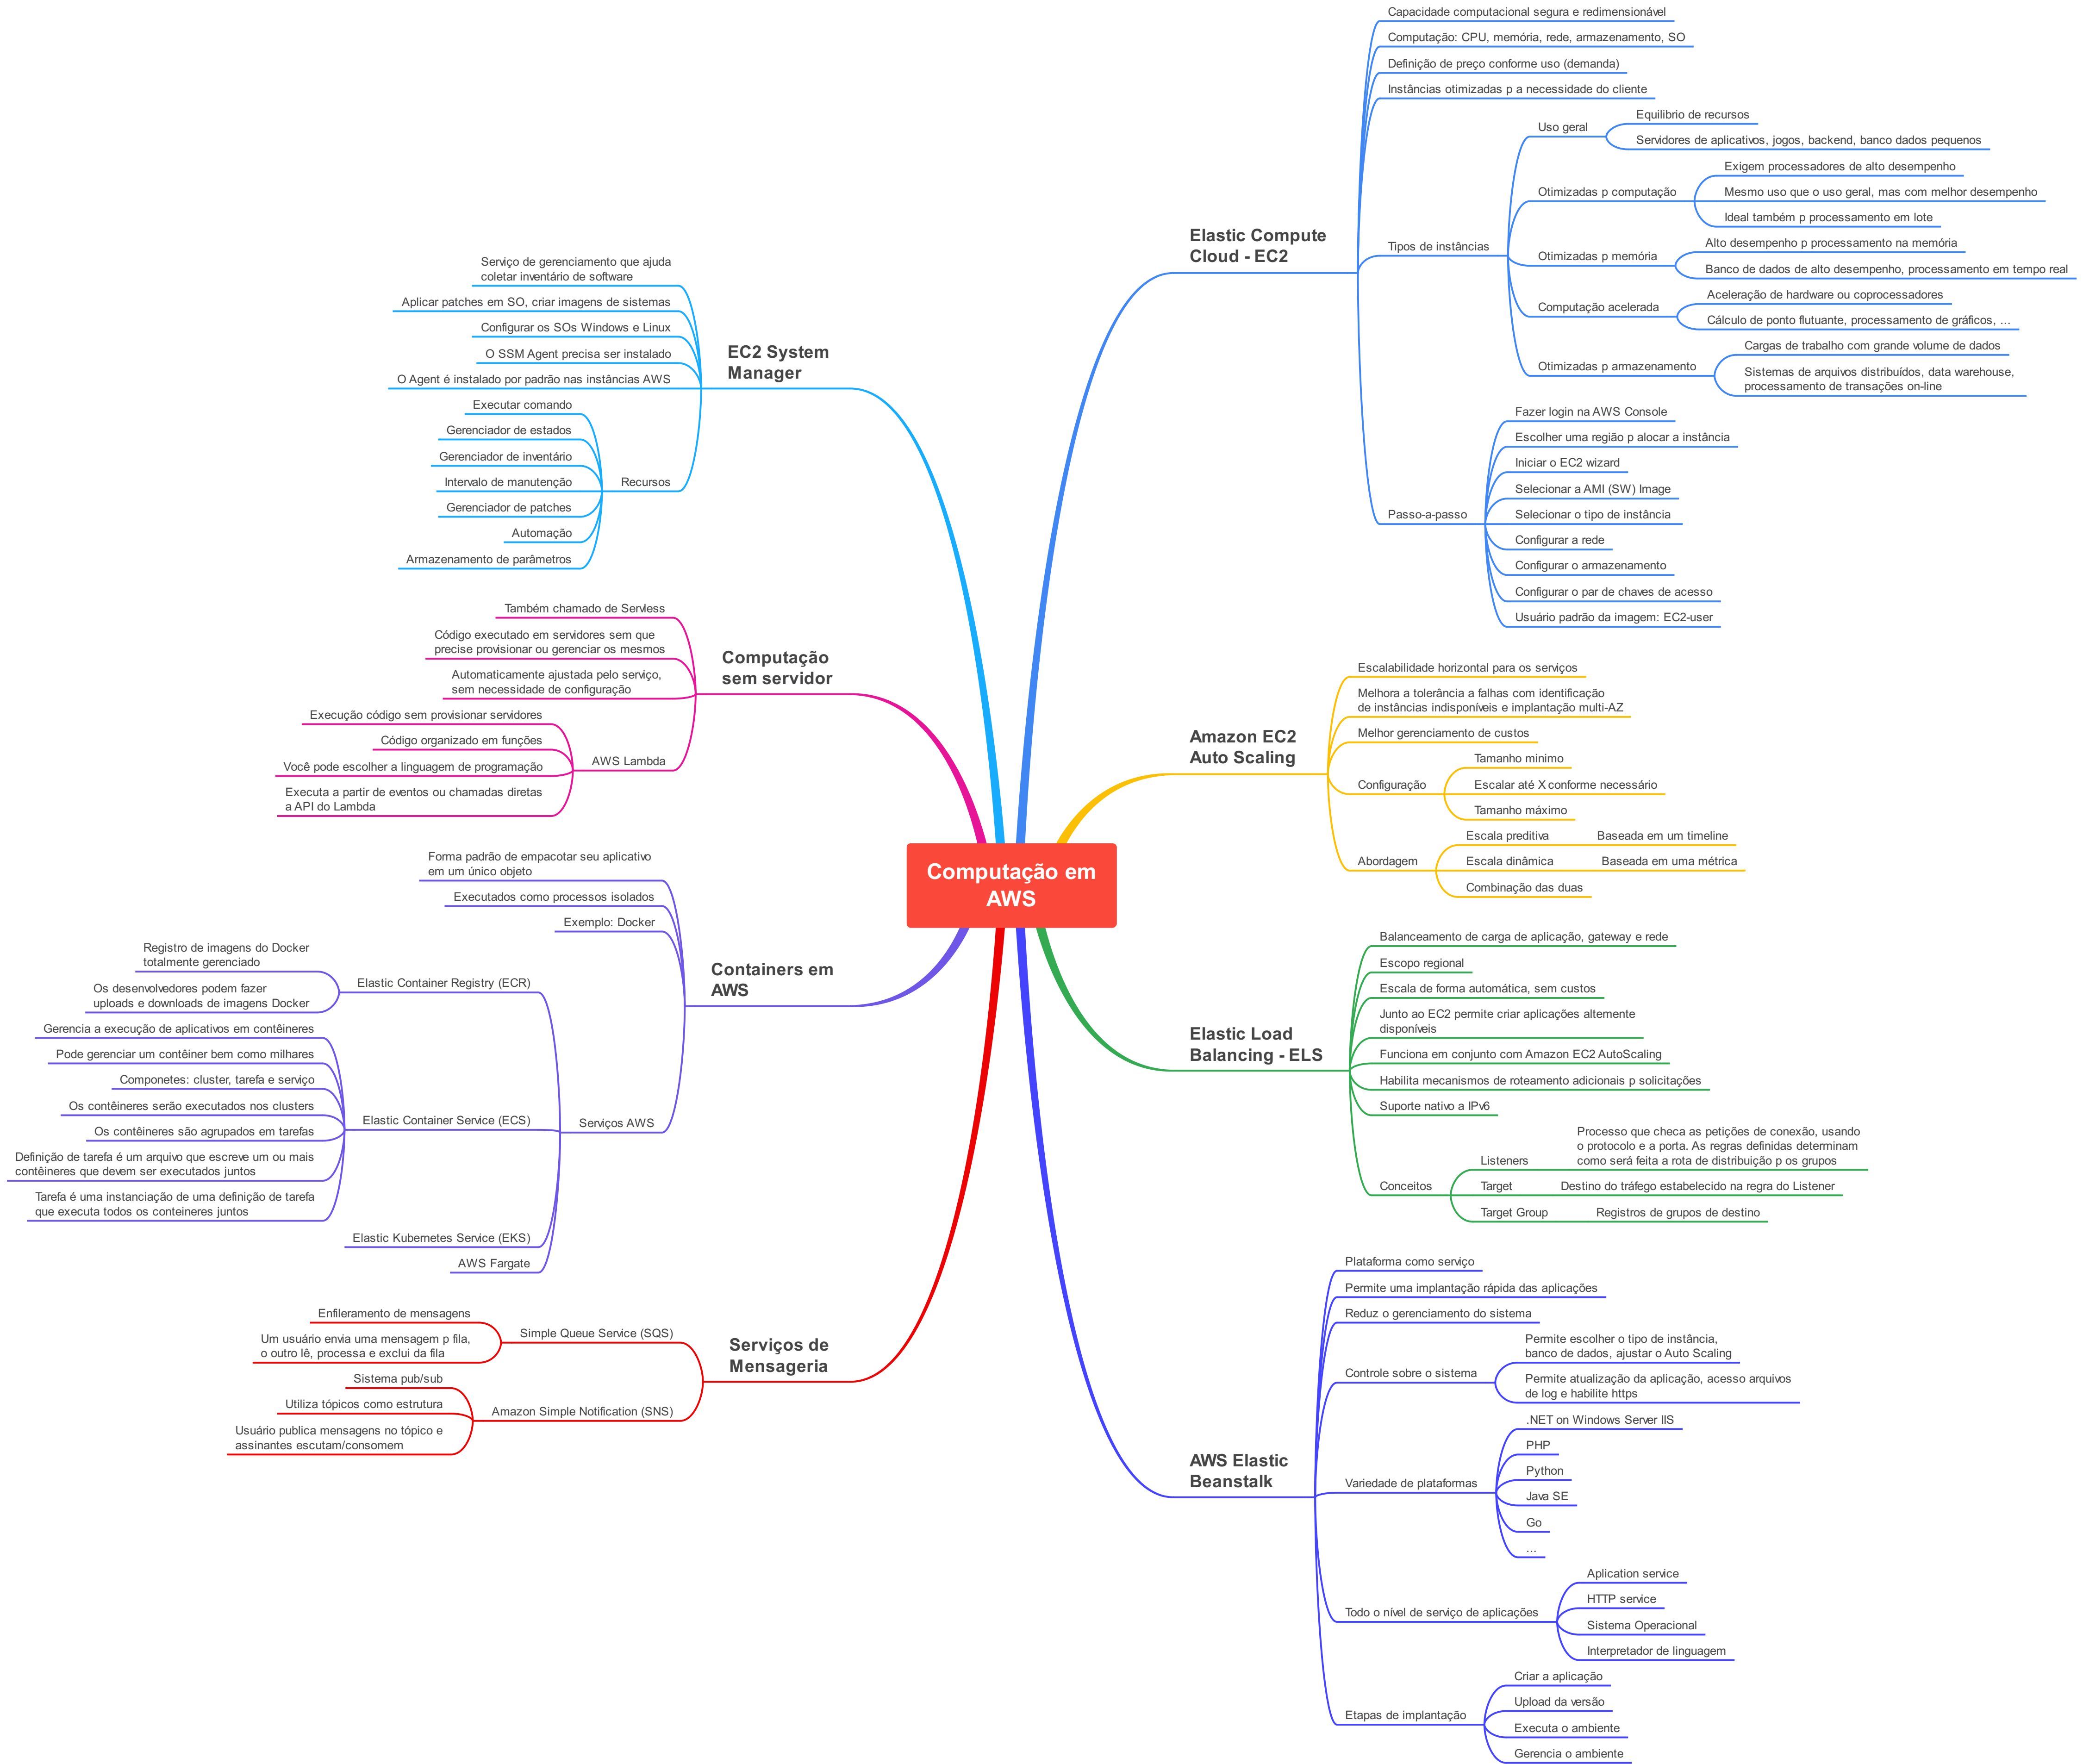 Computação em
AWS
Elastic Compute
Cloud - EC2
Capacidade computacional segura e redimensionável
Computação: CPU, memória, rede, armazenamento, SO
Definição de preço conforme uso (demanda)
Instâncias otimizadas p a necessidade do cliente
Tipos de instâncias
Uso geral
Equilibrio de recursos
Servidores de aplicativos, jogos, backend, banco dados pequenos
Otimizadas p computação
Exigem processadores de alto desempenho
Mesmo uso que o uso geral, mas com melhor desempenho
Ideal também p processamento em lote
Otimizadas p memória
Alto desempenho p processamento na memória
Banco de dados de alto desempenho, processamento em tempo real
Computação acelerada
Aceleração de hardware ou coprocessadores
Cálculo de ponto flutuante, processamento de gráficos, ...
Otimizadas p armazenamento
Cargas de trabalho com grande volume de dados
Sistemas de arquivos distribuídos, data warehouse,
processamento de transações on-line
Passo-a-passo
Fazer login na AWS Console
Escolher uma região p alocar a instância
Iniciar o EC2 wizard
Selecionar a AMI (SW) Image
Selecionar o tipo de instância
Configurar a rede
Configurar o armazenamento
Configurar o par de chaves de acesso
Usuário padrão da imagem: EC2-user
Amazon EC2
Auto Scaling
Escalabilidade horizontal para os serviços
Melhora a tolerância a falhas com identificação
de instâncias indisponíveis e implantação multi-AZ
Melhor gerenciamento de custos
Configuração
Tamanho minimo
Escalar até X conforme necessário
Tamanho máximo
Abordagem
Escala preditiva
Baseada em um timeline
Escala dinâmica
Baseada em uma métrica
Combinação das duas
Elastic Load
Balancing - ELS
Balanceamento de carga de aplicação, gateway e rede
Escopo regional
Escala de forma automática, sem custos
Junto ao EC2 permite criar aplicações altemente
disponíveis
Funciona em conjunto com Amazon EC2 AutoScaling
Habilita mecanismos de roteamento adicionais p solicitações
Suporte nativo a IPv6
Conceitos
Listeners
Processo que checa as petições de conexão, usando
o protocolo e a porta. As regras definidas determinam
como será feita a rota de distribuição p os grupos
Target
Destino do tráfego estabelecido na regra do Listener
Target Group
Registros de grupos de destino
AWS Elastic
Beanstalk
Plataforma como serviço
Permite uma implantação rápida das aplicações
Reduz o gerenciamento do sistema
Controle sobre o sistema
Permite escolher o tipo de instância,
banco de dados, ajustar o Auto Scaling
Permite atualização da aplicação, acesso arquivos
de log e habilite https
Variedade de plataformas
.NET on Windows Server IIS
PHP
Python
Java SE
Go
...
Todo o nível de serviço de aplicações
Aplication service
HTTP service
Sistema Operacional
Interpretador de linguagem
Etapas de implantação
Criar a aplicação
Upload da versão
Executa o ambiente
Gerencia o ambiente
EC2 System
Manager
Serviço de gerenciamento que ajuda
coletar inventário de software
Aplicar patches em SO, criar imagens de sistemas
Configurar os SOs Windows e Linux
O SSM Agent precisa ser instalado
O Agent é instalado por padrão nas instâncias AWS
Recursos
Executar comando
Gerenciador de estados
Gerenciador de inventário
Intervalo de manutenção
Gerenciador de patches
Automação
Armazenamento de parâmetros
Computação
sem servidor
Também chamado de Servless
Código executado em servidores sem que
precise provisionar ou gerenciar os mesmos
Automaticamente ajustada pelo serviço,
sem necessidade de configuração
AWS Lambda
Execução código sem provisionar servidores
Código organizado em funções
Você pode escolher a linguagem de programação
Executa a partir de eventos ou chamadas diretas
a API do Lambda
Containers em
AWS
Forma padrão de empacotar seu aplicativo
em um único objeto
Executados como processos isolados
Exemplo: Docker
Serviços AWS
Elastic Container Registry (ECR)
Registro de imagens do Docker
totalmente gerenciado
Os desenvolvedores podem fazer
uploads e downloads de imagens Docker
Elastic Container Service (ECS)
Gerencia a execução de aplicativos em contêineres
Pode gerenciar um contêiner bem como milhares
Componetes: cluster, tarefa e serviço
Os contêineres serão executados nos clusters
Os contêineres são agrupados em tarefas
Definição de tarefa é um arquivo que escreve um ou mais
contêineres que devem ser executados juntos
Tarefa é uma instanciação de uma definição de tarefa
que executa todos os conteineres juntos
Elastic Kubernetes Service (EKS)
AWS Fargate
Serviços de
Mensageria
Simple Queue Service (SQS)
Enfileramento de mensagens
Um usuário envia uma mensagem p fila,
o outro lê, processa e exclui da fila
Amazon Simple Notification (SNS)
Sistema pub/sub
Utiliza tópicos como estrutura
Usuário publica mensagens no tópico e
assinantes escutam/consomem